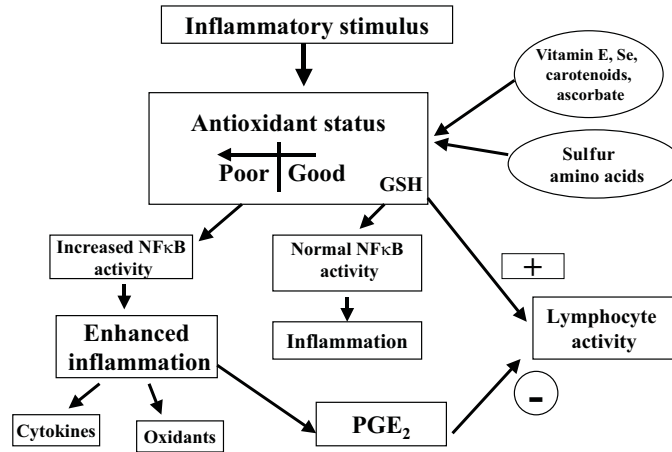 Inflammatory stimulus
Vitamin E, Se,
carotenoids,
ascorbate
Antioxidant status
Poor Good
GSH
Sulfur
amino acids
Increased NFκB
activity
Normal NFκB
activity
+
Enhanced
inflammation
Inflammation
Lymphocyte
activity
-
Cytokines
Oxidants
PGE₂